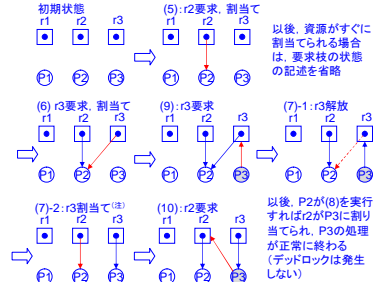 初期状態
r1 r2 r3
P1 P2 P3
(5):r2要求, 割当て
r1 r2 r3
P1 P2 P3
以後, 資源がすぐに
割当てられる場合
は, 要求枝の状態
の記述を省略
(6) r3要求, 割当て
r1 r2 r3
P1 P2 P3
(9):r3要求
r1 r2 r3
P1 P2 P3
(7)-1:r3解放
r1 r2 r3
P1 P2 P3
(7)-2:r3割当て(注)
r1 r2 r3
P1 P2 P3
(10):r2要求
r1 r2 r3
P1 P2 P3
以後, P2が(8)を実行
すればr2がP3に割り
当てられ, P3の処理
が正常に終わる
(デッドロックは発生
しない)